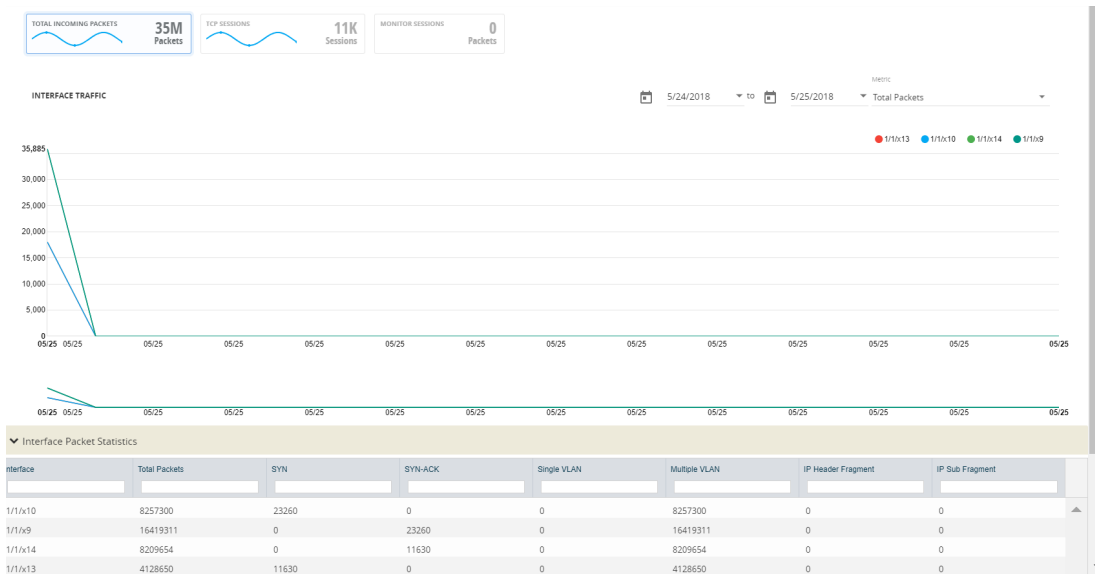 TOTAL INCOMING PACKETS 35M Packets
TCP SESSIONS 11K Sessions
MONITOR SESSIONS 0 Packets
Metric
INTERFACE TRAFFIC 5/24/2018 to 5/25/2018 Total Packets
1/1/x13 1/1/x10 1/1/x14 1/1/x9
35,885
30,000
25,000
20,000
15,000
10,000
5,000
0
05/25 05/25 05/25 05/25 05/25 05/25 05/25 05/25 05/25 05/25 05/25 05/25 05/25 05/25
05/25 05/25 05/25 05/25 05/25 05/25 05/25 05/25 05/25 05/25 05/25 05/25 05/25 05/25
Interface Packet Statistics
nterface Total Packets SYN SYN-ACK Single VLAN Multiple VLAN IP Header Fragment IP Sub Fragment
1/1/x10 8257300 23260 0 0 8257300 0 0
1/1/x9 16419311 0 23260 0 16419311 0 0
1/1/x14 8209654 0 11630 0 8209654 0 0
1/1/x13 4128650 11630 0 0 4128650 0 0